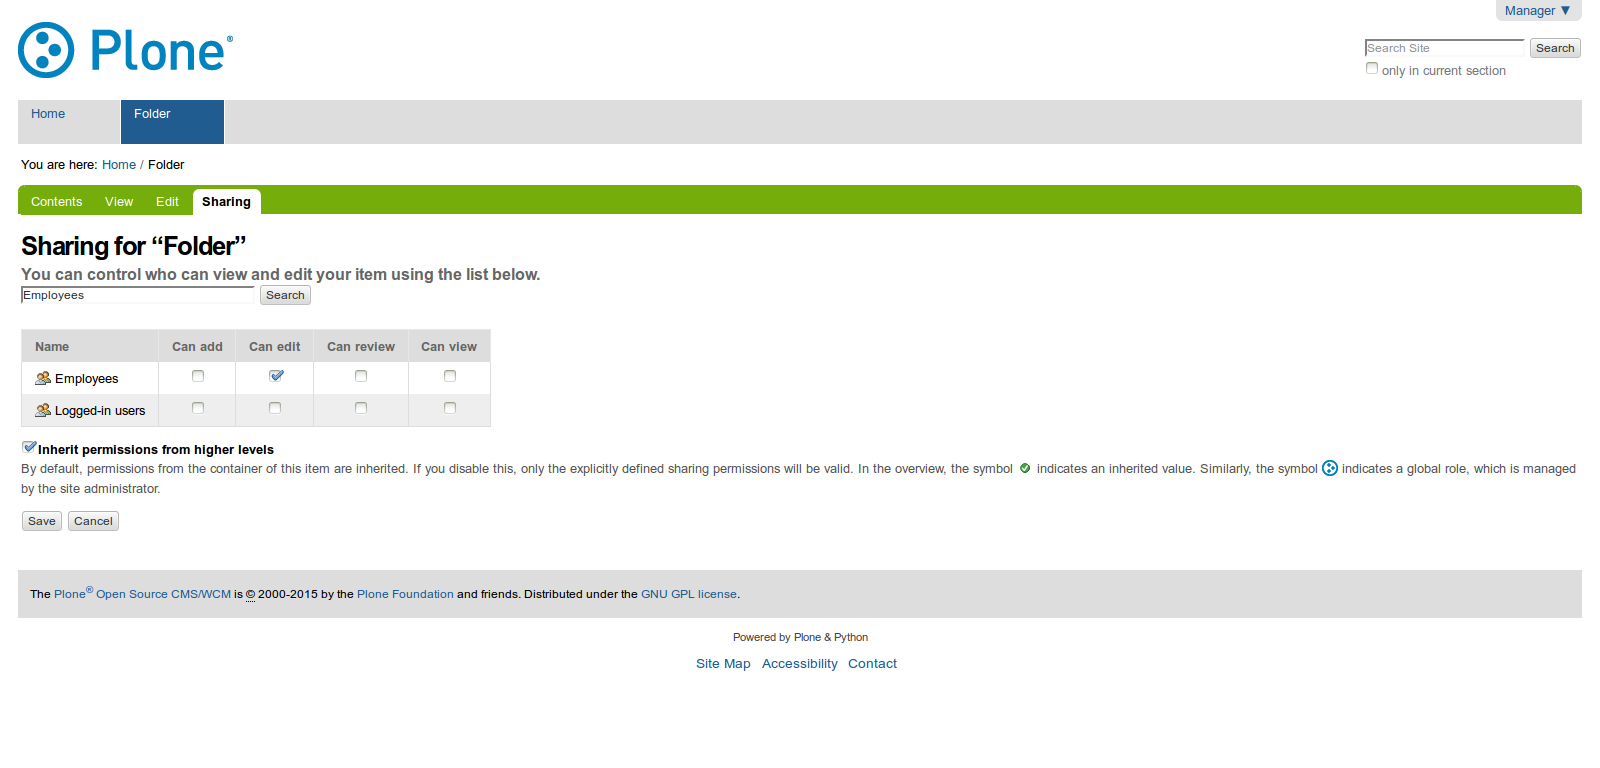 Manager ▼
Plone®
Search Site
Search
only in current section
Home
Folder
You are here: Home / Folder
Contents
View
Edit
Sharing
Sharing for “Folder”
You can control who can view and edit your item using the list below.
Employees
Search
Name
Can add
Can edit
Can review
Can view
Employees
Logged-in users
Inherit permissions from higher levels
By default, permissions from the container of this item are inherited. If you disable this, only the explicitly defined sharing permissions will be valid. In the overview, the symbol indicates an inherited value. Similarly, the symbol indicates a global role, which is managed
by the site administrator.
Save
Cancel
The Plone® Open Source CMS/WCM is © 2000-2015 by the Plone Foundation and friends. Distributed under the GNU GPL license.
Powered by Plone & Python
Site Map
Accessibility
Contact